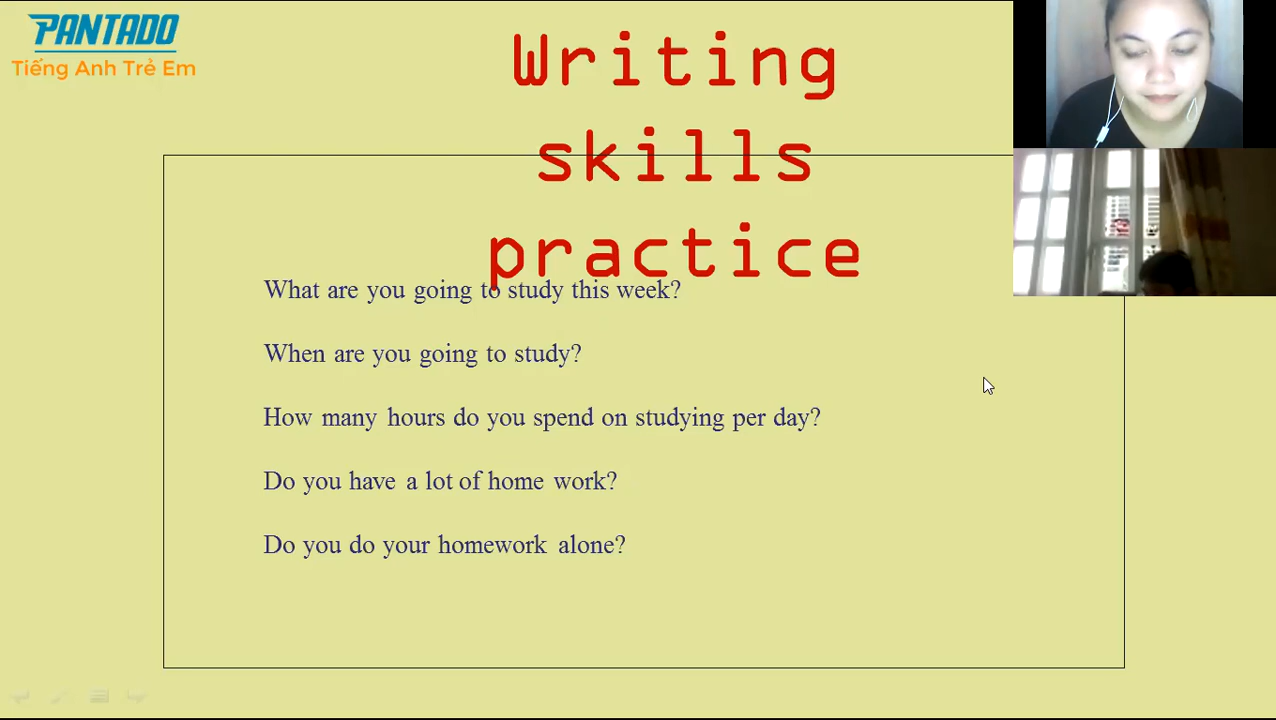 PANTADO
Tiếng Anh Trẻ Em
Writing
skills
practice
What are you going to study this week?
When are you going to study?
How many hours do you spend on studying per day?
Do you have a lot of home work?
Do you do your homework alone?